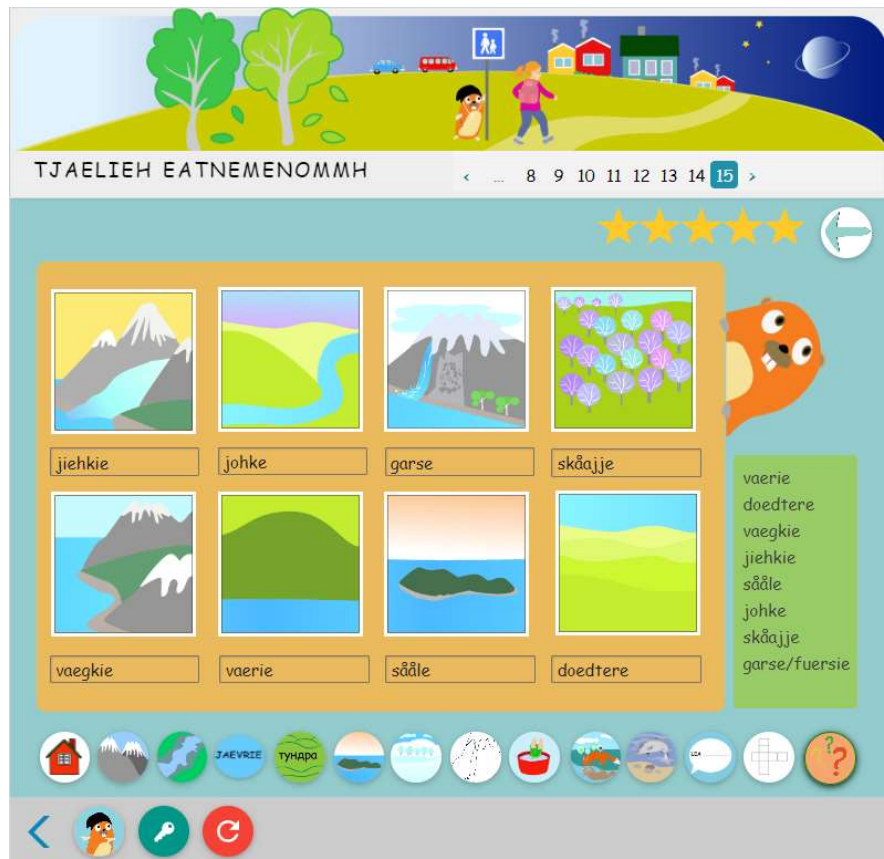 TJAELIEH EATNEMENOMMH
‹ ... 8 9 10 11 12 13 14 15 ›
jiehkie
johke
garse
skåajje
vaegkie
vaerie
sååle
doedtere
vaerie
doedtere
vaegkie
jiehkie
sååle
johke
skåajje
garse/fuersie
JAEVRIE
тундра
? ? ?